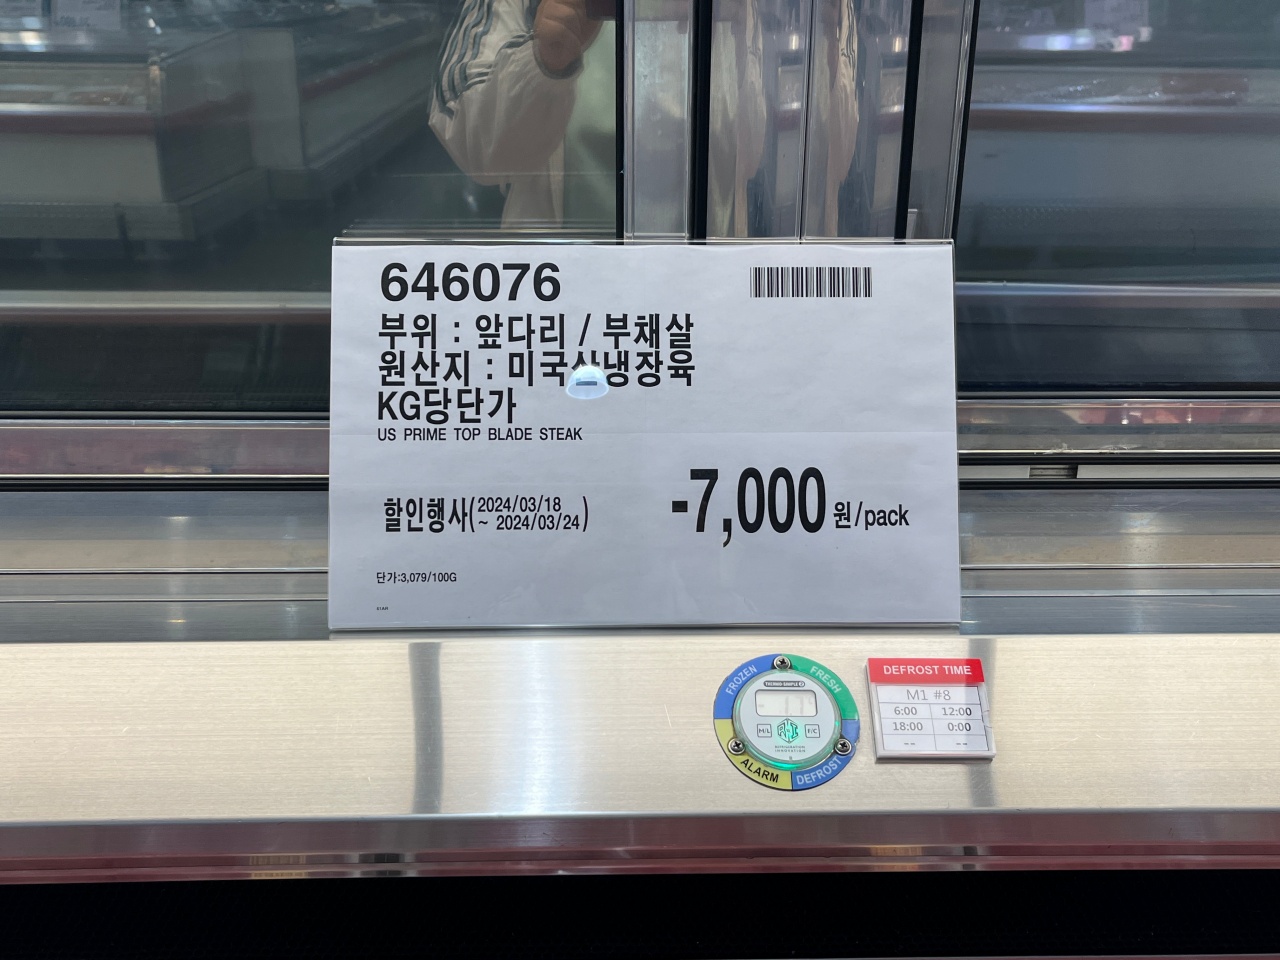 646076
부위 : 앞다리 / 부채살
원산지 : 미국산냉장육
KG당단가
US PRIME TOP BLADE STEAK
할인행사(2024/03/18
~ 2024/03/24)
-7,000원/pack
단가:3,079/100G
FROZEN
FRESH
M/L
F/C
ALARM
DEFROST
DEFROST TIME
M1 #8
6:00 12:00
18:00 0:00
-- --